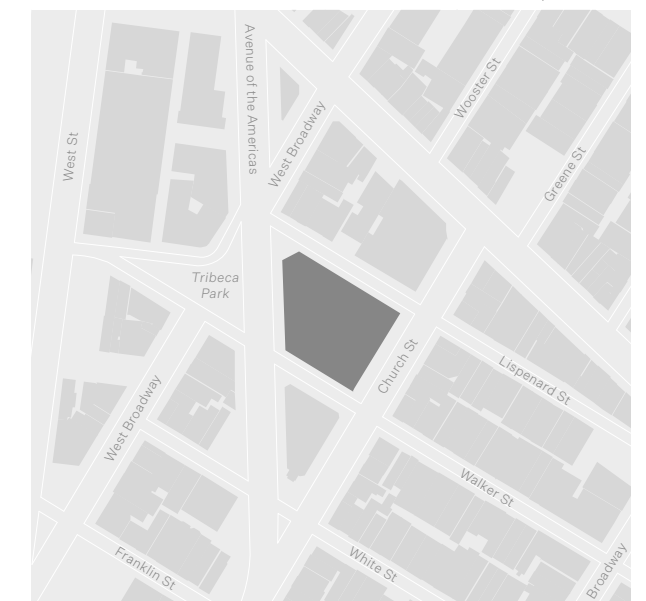 Avenue of the Americas
Wooster St
West St
West Broadway
Greene St
Tribeca
Park
Church St
Lispenard St
West Broadway
Walker St
Franklin St
White St
Broadway